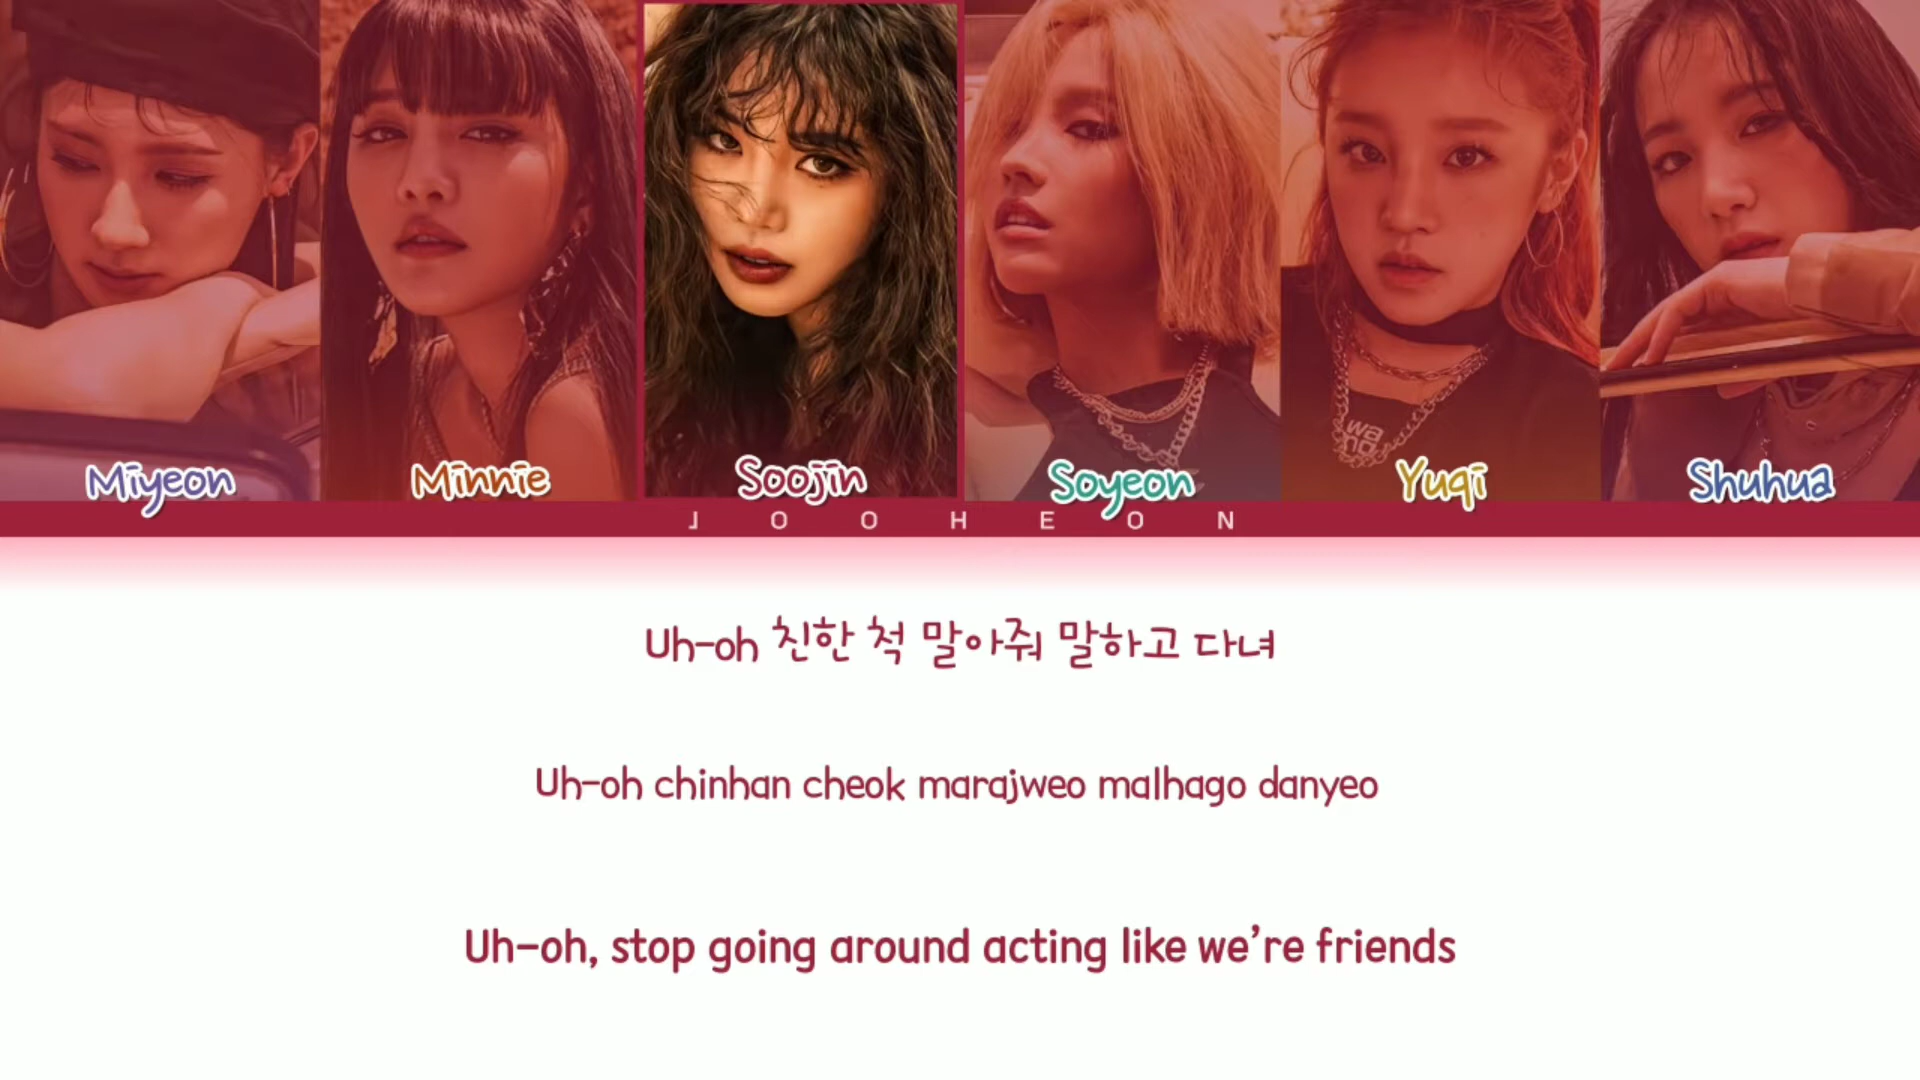 Miyeon Minnie Soojin Soyeon Yuqi Shuhua
JOOHEON
Uh-oh 친한 척 말아줘 말하고 다녀
Uh-oh chinhan cheok marajweo malhago danyeo
Uh-oh, stop going around acting like we're friends